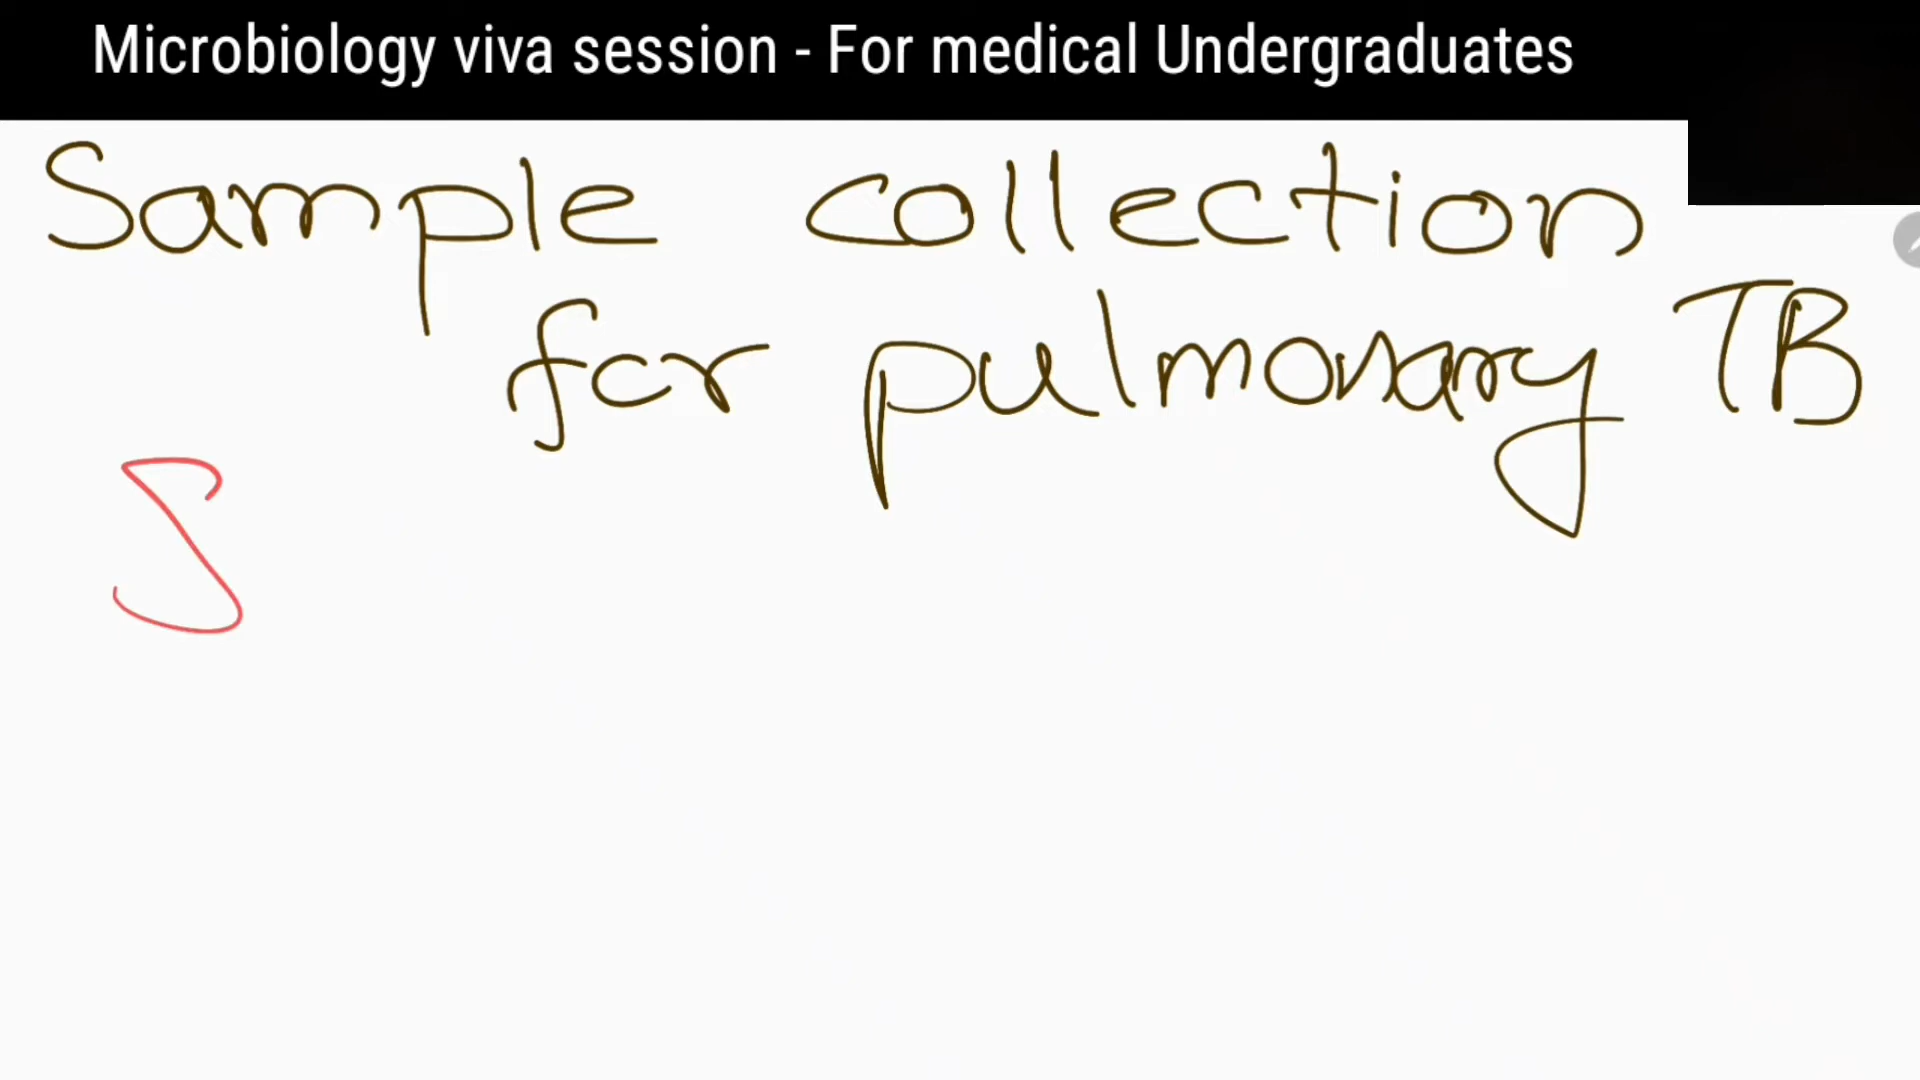 Microbiology viva session - For medical Undergraduates
Sample collection
for pulmonary TB
S